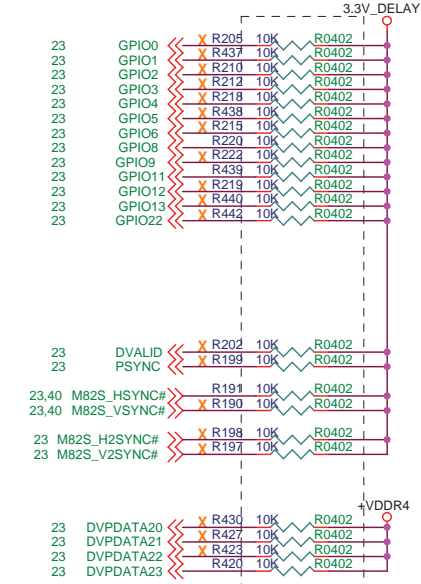 3.3V_DELAY
23 GPIO0 X R205 10K R0402
23 GPIO1 X R437 10K R0402
23 GPIO2 X R210 10K R0402
23 GPIO3 X R212 10K R0402
23 GPIO4 X R218 10K R0402
23 GPIO5 X R438 10K R0402
23 GPIO6 X R215 10K R0402
23 GPIO8 R220 10K R0402
23 GPIO9 X R222 10K R0402
23 GPIO11 R439 10K R0402
23 GPIO12 X R219 10K R0402
23 GPIO13 X R440 10K R0402
23 GPIO22 X R442 10K R0402
23 DVALID X R202 10K R0402
23 PSYNC X R199 10K R0402
23,40 M82S_HSYNC# R191 10K R0402
23,40 M82S_VSYNC# X R190 10K R0402
23 M82S_H2SYNC# X R198 10K R0402
23 M82S_V2SYNC# X R197 10K R0402
+VDDR4
23 DVPDATA20 X R430 10K R0402
23 DVPDATA21 X R427 10K R0402
23 DVPDATA22 X R423 10K R0402
23 DVPDATA23 R420 10K R0402